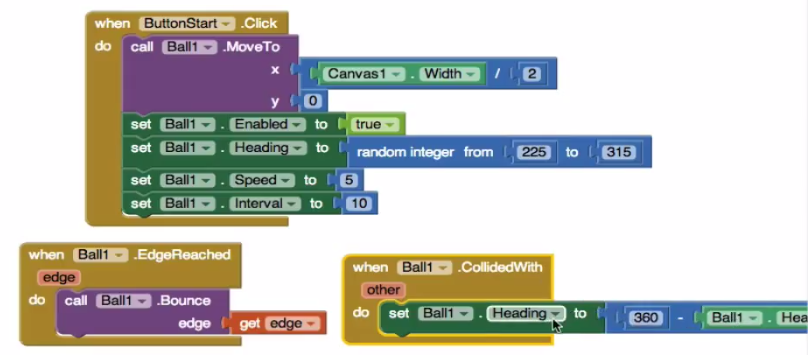 when ButtonStart .Click
do call Ball1 .MoveTo
x Canvas1 . Width / 2
y 0
set Ball1 . Enabled to true
set Ball1 . Heading to random integer from 225 to 315
set Ball1 . Speed to 5
set Ball1 . Interval to 10
when Ball1 .EdgeReached
edge
do call Ball1 .Bounce
edge get edge
when Ball1 .CollidedWith
other
do set Ball1 . Heading to 360 - Ball1 . Hea